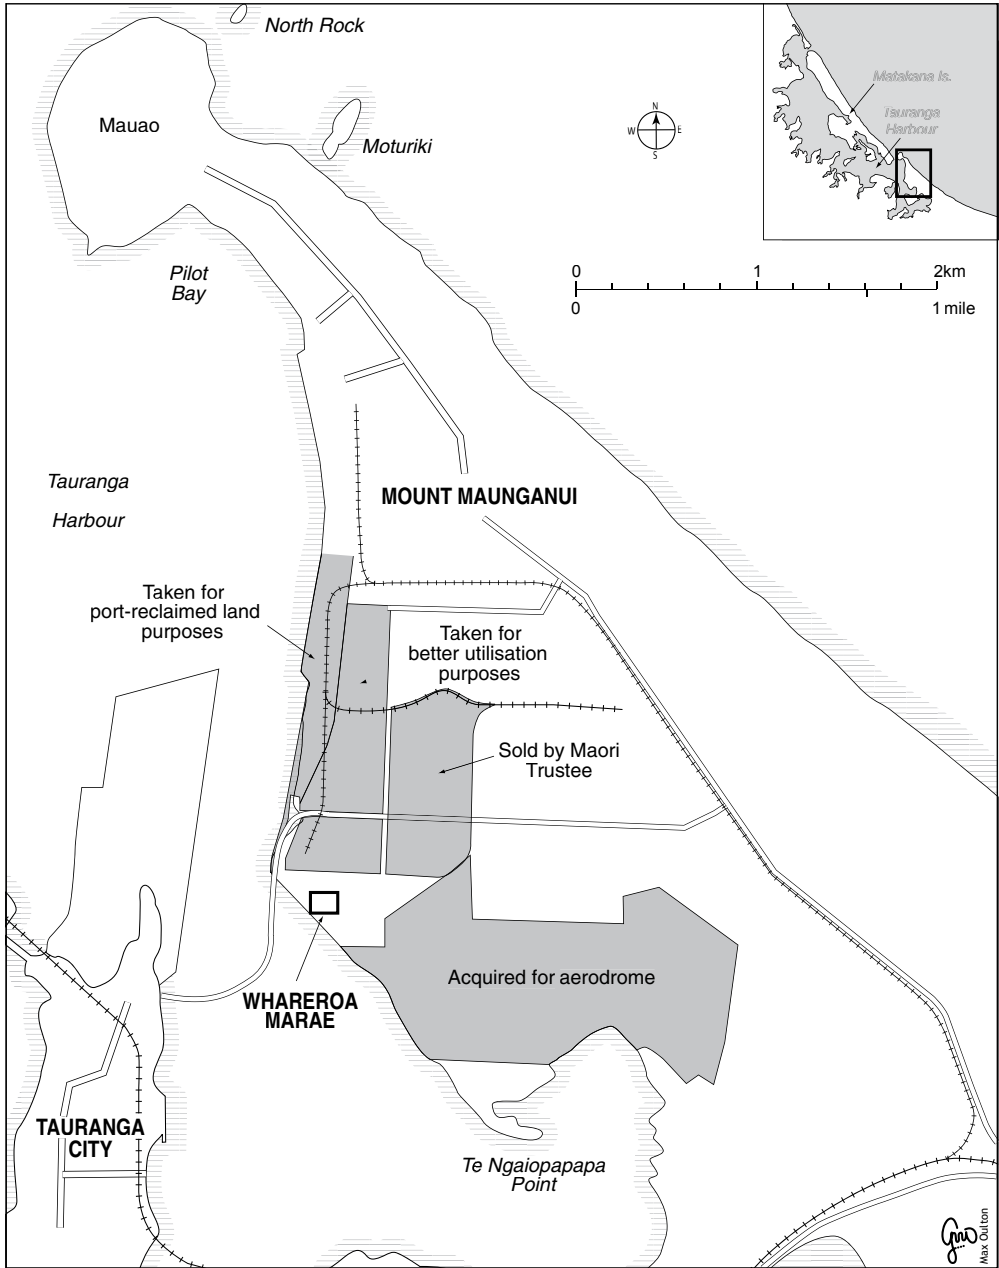 North Rock
Mauao
Moturiki
N
W E
S
Matakana Is.
Tauranga
Harbour
Pilot
Bay
0 1 2km
0 1 mile
Tauranga
Harbour
MOUNT MAUNGANUI
Taken for
port-reclaimed land
purposes
Taken for
better utilisation
purposes
Sold by Maori
Trustee
Acquired for aerodrome
WHAREROA
MARAE
TAURANGA
CITY
Te Ngaiopapapa
Point
Max Oulton